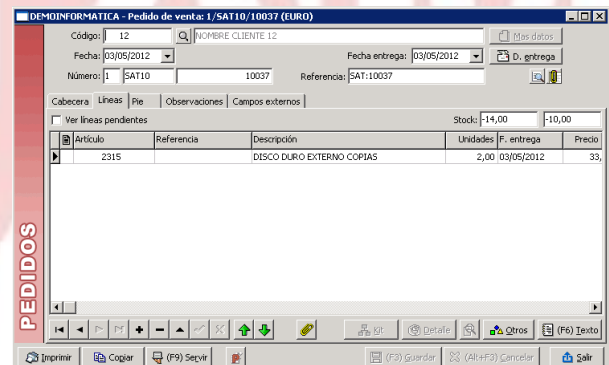 DEMOINFORMATICA - Pedido de venta: 1/SAT10/10037 (EURO)
Código: 12 NOMBRE CLIENTE 12 Mas datos
Fecha: 03/05/2012 Fecha entrega: 03/05/2012 D. entrega
Número: 1 SAT10 10037 Referencia: SAT:10037
Cabecera Líneas Pie Observaciones Campos externos
Ver líneas pendientes Stock: -14,00 -10,00
Artículo Referencia Descripción Unidades F. entrega Precio
2315 DISCO DURO EXTERNO COPIAS 2,00 03/05/2012 33,
PEDIDOS
Kit Detalle Otros (F6) Texto
Imprimir Copiar (F9) Servir (F3) Guardar (Alt+F3) Cancelar Salir